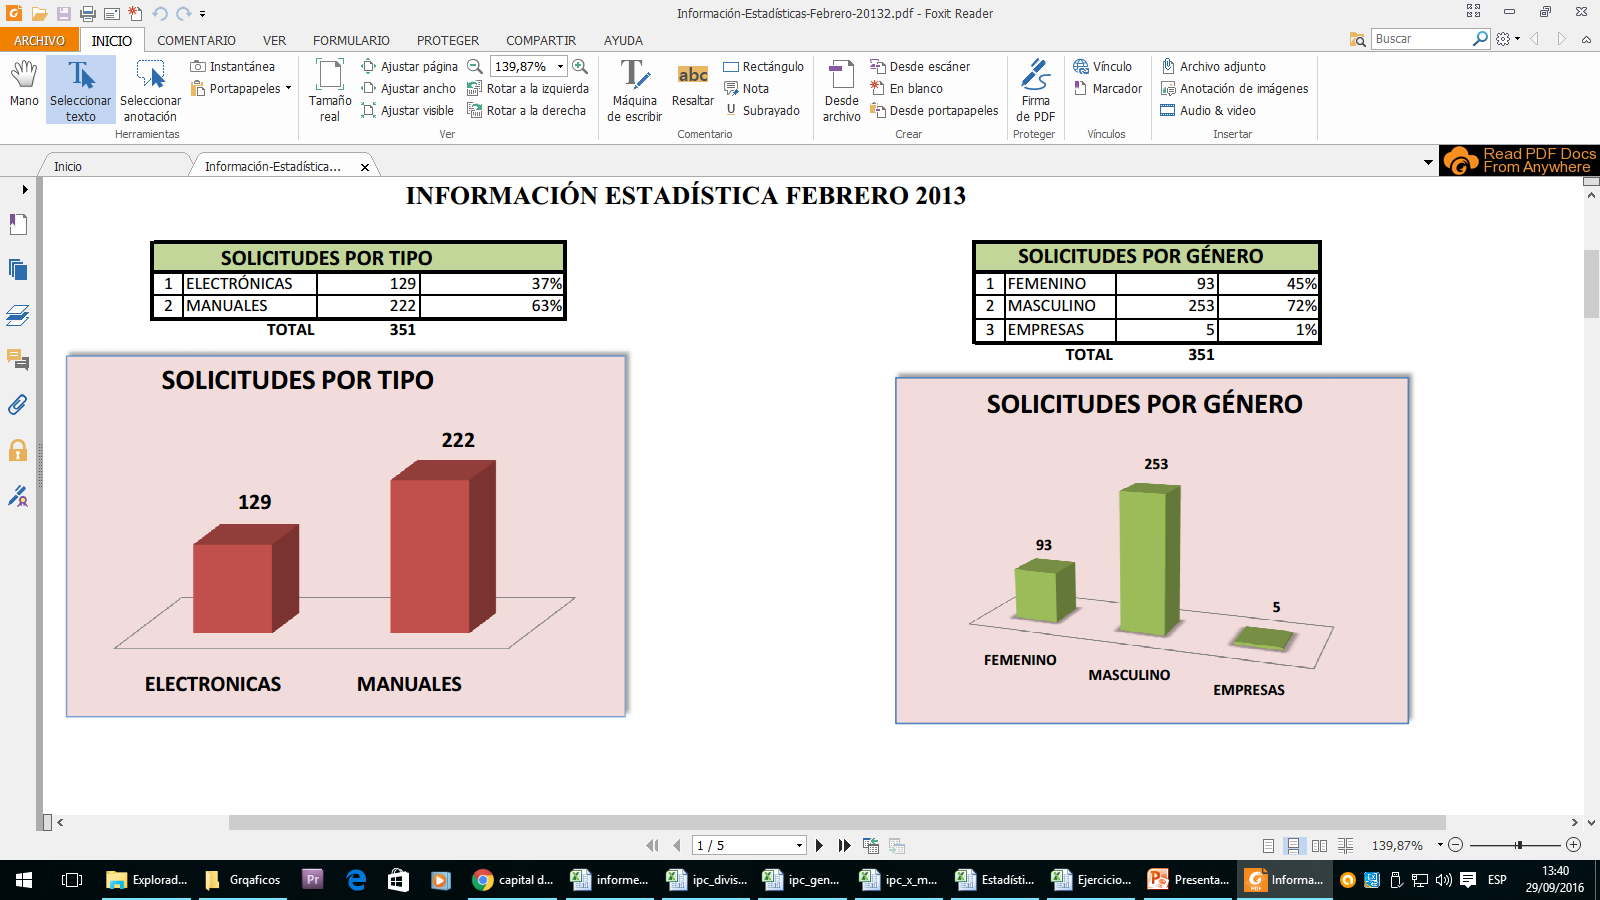 Información-Estadísticas-Febrero-20132.pdf - Foxit Reader
ARCHIVO INICIO COMENTARIO VER FORMULARIO PROTEGER COMPARTIR AYUDA Buscar
Mano
Seleccionar texto
Seleccionar anotación
Instantánea
Portapapeles
Herramientas
Tamaño real
Ajustar página
Ajustar ancho
Ajustar visible
139,87%
Rotar a la izquierda
Rotar a la derecha
Ver
Máquina de escribir
abc
Resaltar
Rectángulo
Nota
U Subrayado
Comentario
Desde archivo
Desde escáner
En blanco
Desde portapapeles
Crear
Firma de PDF
Proteger
Vínculo
Marcador
Vínculos
Archivo adjunto
Anotación de imágenes
Audio & video
Insertar
Inicio
Información-Estadística...
Read PDF Docs
From Anywhere
INFORMACIÓN ESTADÍSTICA FEBRERO 2013
SOLICITUDES POR TIPO
1 ELECTRÓNICAS 129 37%
2 MANUALES 222 63%
TOTAL 351
SOLICITUDES POR TIPO
222
129
ELECTRONICAS MANUALES
SOLICITUDES POR GÉNERO
1 FEMENINO 93 45%
2 MASCULINO 253 72%
3 EMPRESAS 5 1%
TOTAL 351
SOLICITUDES POR GÉNERO
253
93
5
FEMENINO
MASCULINO
EMPRESAS
1 / 5
139,87%
Explorad...
Grqaficos
Pr
capital d...
informe...
ipc_divis...
ipc_gen...
ipc_x_m...
Estadísti...
Ejercicio...
Presenta...
Informa...
ESP
13:40
29/09/2016